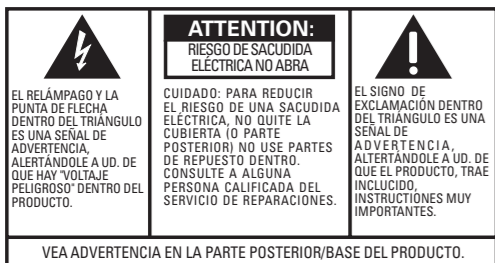 EL RELÁMPAGO Y LA
PUNTA DE FLECHA
DENTRO DEL TRIÁNGULO
ES UNA SEÑAL DE
ADVERTENCIA,
ALERTÁNDOLE A UD. DE
QUE HAY "VOLTAJE
PELIGROSO" DENTRO DEL
PRODUCTO.
ATTENTION:
RIESGO DE SACUDIDA
ELÉCTRICA NO ABRA
CUIDADO: PARA REDUCIR
EL RIESGO DE UNA SACUDIDA
ELÉCTRICA, NO QUITE LA
CUBIERTA (O PARTE
POSTERIOR) NO USE PARTES
DE REPUESTO DENTRO.
CONSULTE A ALGUNA
PERSONA CALIFICADA DEL
SERVICIO DE REPARACIONES.
EL SIGNO DE
EXCLAMACIÓN DENTRO
DEL TRIÁNGULO ES UNA
SEÑAL DE
ADVERTENCIA,
ALTERTÁNDOLE A UD. DE
QUE EL PRODUCTO, TRAE
INCLUCIDO,
INSTRUCTIONES MUY
IMPORTANTES.
VEA ADVERTENCIA EN LA PARTE POSTERIOR/BASE DEL PRODUCTO.